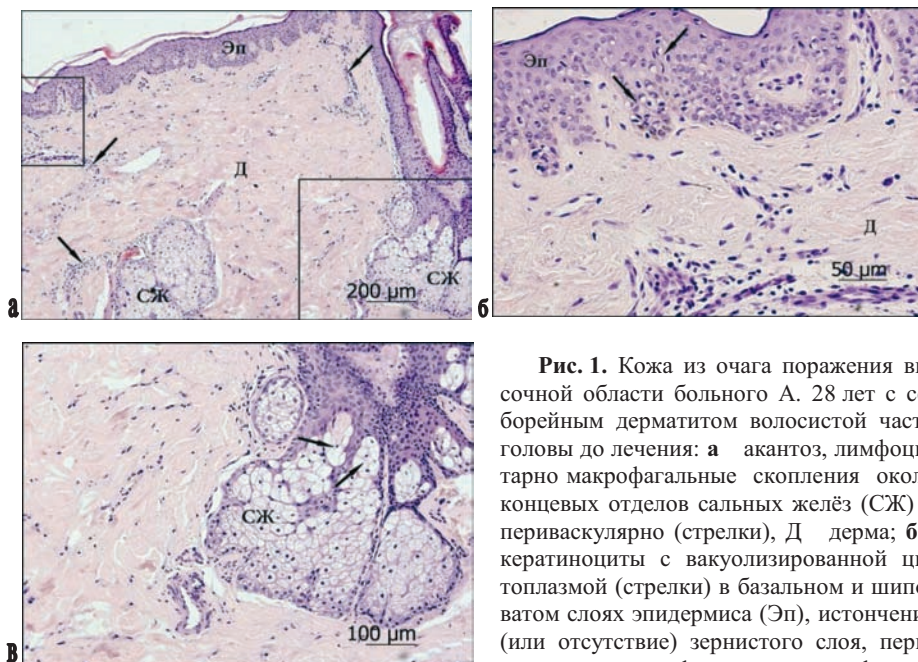 Эп
Д
СЖ
СЖ
200 µm
а
Эп
Д
50 µm
б
СЖ
100 µm
в
Рис. 1. Кожа из очага поражения ви
сочной области больного А. 28 лет с се
борейным дерматитом волосистой част
головы до лечения: а акантоз, лимфоци
тарно макрофагальные скопления окол
концевых отделов сальных желёз (СЖ)
периваскулярно (стрелки), Д дерма; б
кератиноциты с вакуолизированной ци
топлазмой (стрелки) в базальном и шипо
ватом слоях эпидермиса (Эп), истончени
(или отсутствие) зернистого слоя, пери